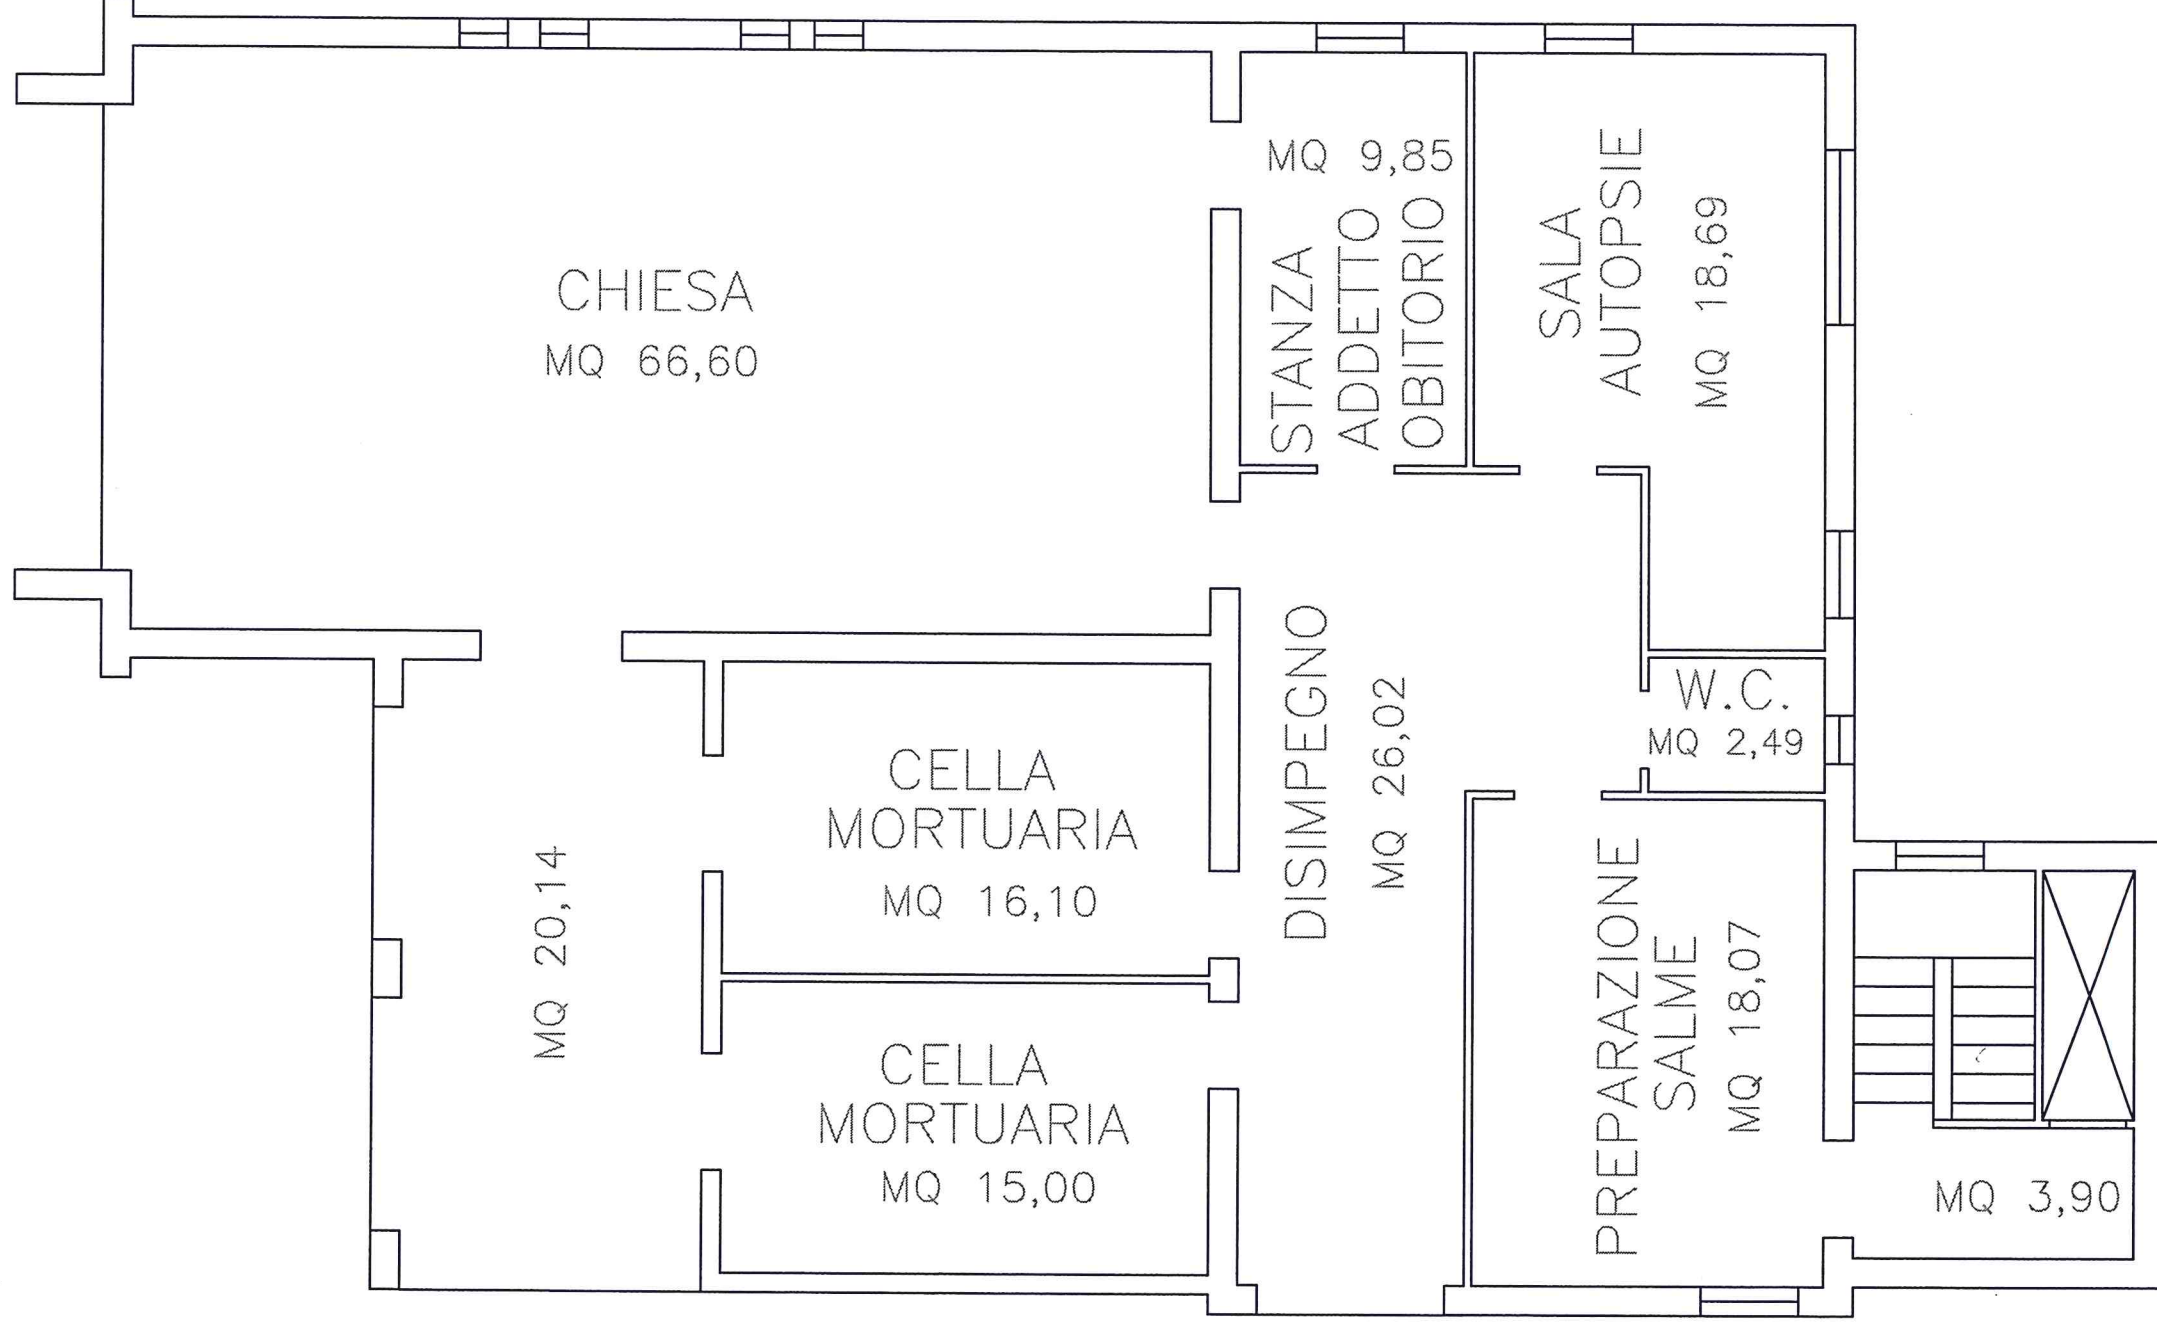 CHIESA
MQ 66,60
MQ 9,85
STANZA
ADDETTO
OBITORIO
SALA
AUTOPSIE
MQ 18,69
DISIMPEGNO
MQ 26,02
W.C.
MQ 2,49
CELLA
MORTUARIA
MQ 16,10
MQ 20,14
CELLA
MORTUARIA
MQ 15,00
PREPARAZIONE
SALME
MQ 18,07
MQ 3,90